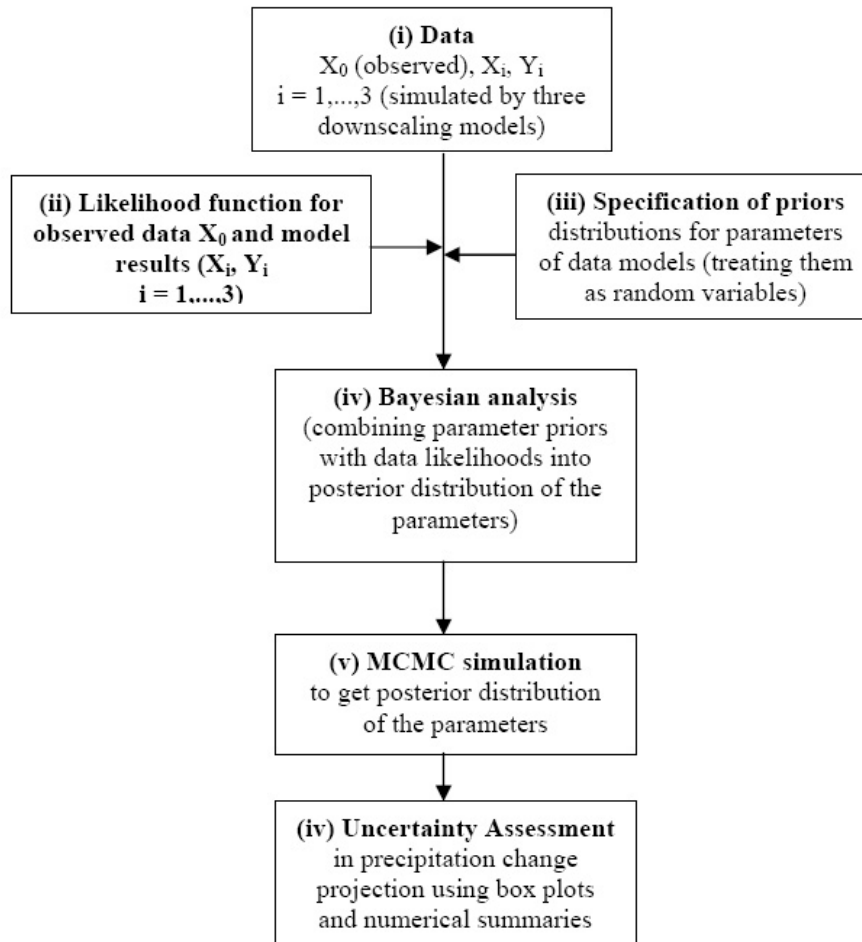 (i) Data
X₀ (observed), Xᵢ, Yᵢ
i = 1,...,3 (simulated by three
downscaling models)
(ii) Likelihood function for
observed data X₀ and model
results (Xᵢ, Yᵢ
i = 1,...,3)
(iii) Specification of priors
distributions for parameters
of data models (treating them
as random variables)
(iv) Bayesian analysis
(combining parameter priors
with data likelihoods into
posterior distribution of the
parameters)
(v) MCMC simulation
to get posterior distribution
of the parameters
(iv) Uncertainty Assessment
in precipitation change
projection using box plots
and numerical summaries